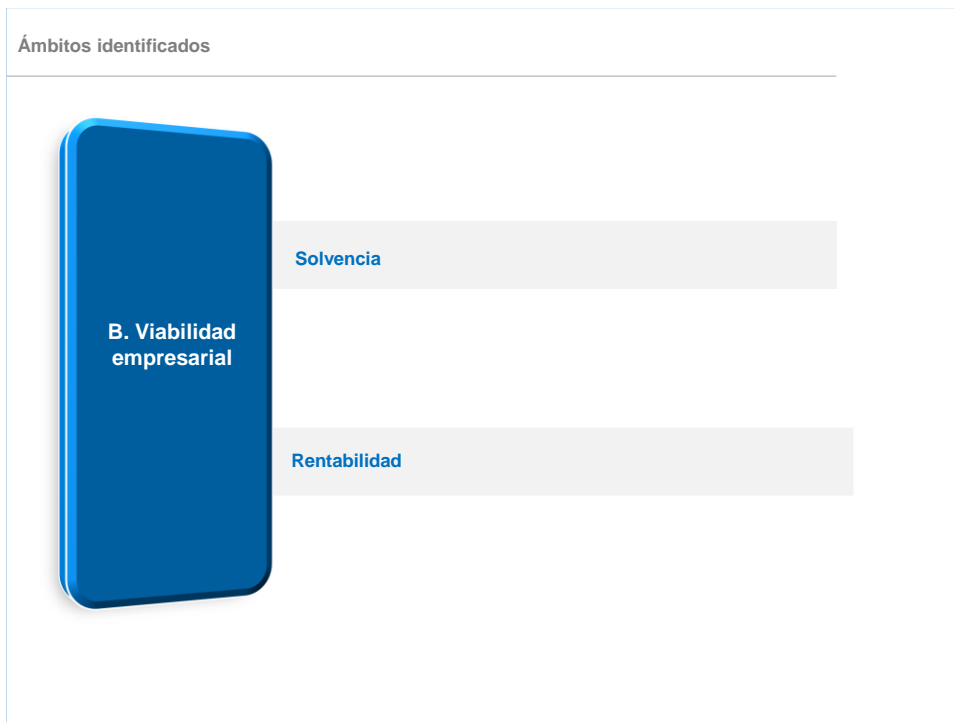 Ámbitos identificados
Solvencia
B. Viabilidad
empresarial
Rentabilidad